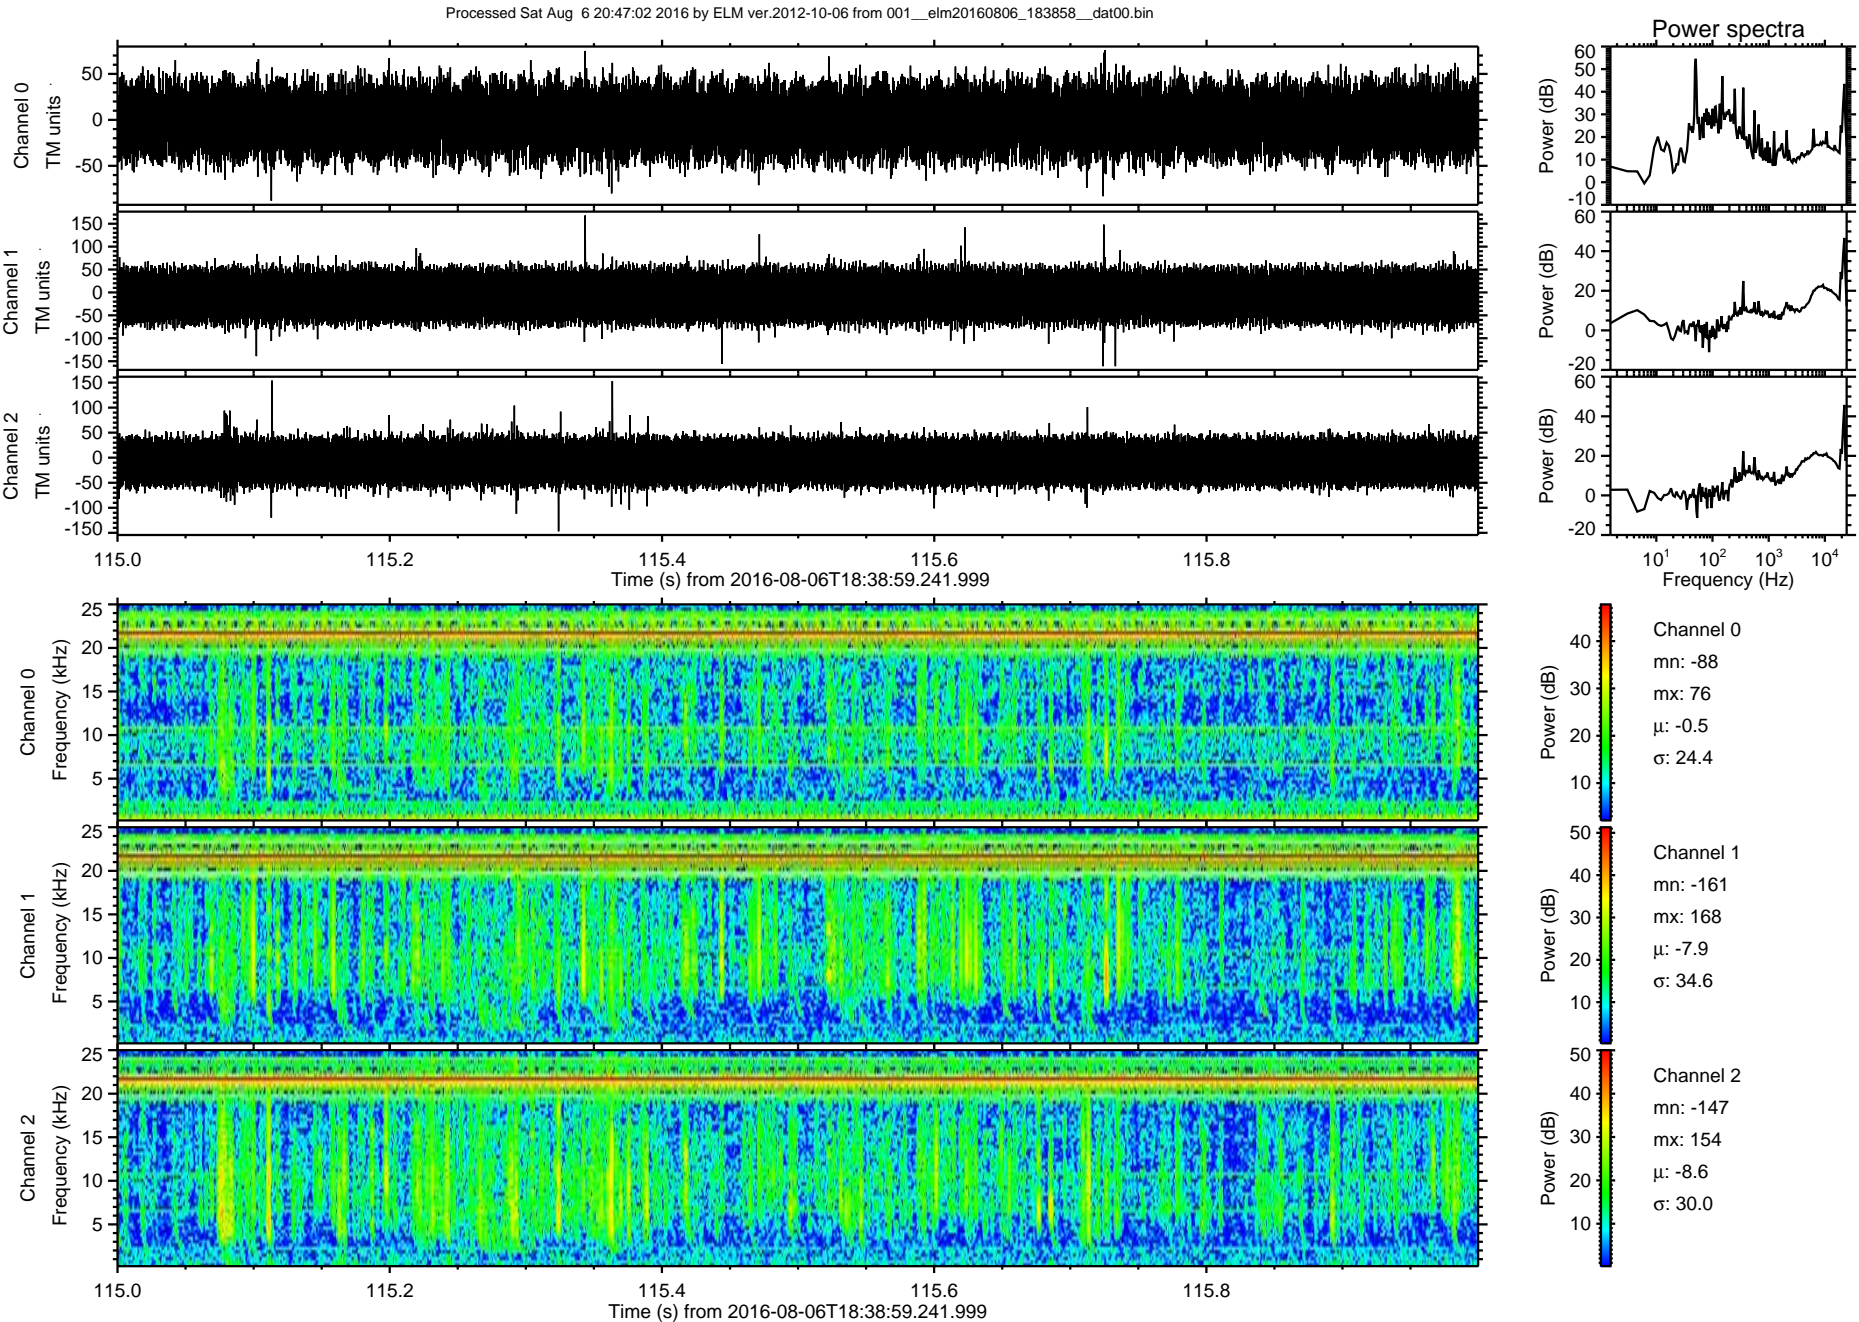 Processed Sat Aug  6 20:47:02 2016 by ELM ver.2012-10-06 from 001__elm20160806_183858__dat00.bin
Power spectra
Channel 0
TM units
50
0
-50
Power (dB)
60
50
40
30
20
10
0
-10
Channel 1
TM units
150
100
50
0
-50
-100
-150
Power (dB)
60
40
20
0
-20
Channel 2
TM units
150
100
50
0
-50
-100
-150
Power (dB)
60
40
20
0
-20
115.0 115.2 115.4 115.6 115.8
Time (s) from 2016-08-06T18:38:59.241.999
10^1 10^2 10^3 10^4
Frequency (Hz)
Channel 0
Frequency (kHz)
25
20
15
10
5
Power (dB)
40
30
20
10
Channel 0
mn: -88
mx: 76
μ: -0.5
σ: 24.4
Channel 1
Frequency (kHz)
25
20
15
10
5
Power (dB)
50
40
30
20
10
Channel 1
mn: -161
mx: 168
μ: -7.9
σ: 34.6
Channel 2
Frequency (kHz)
25
20
15
10
5
Power (dB)
50
40
30
20
10
Channel 2
mn: -147
mx: 154
μ: -8.6
σ: 30.0
115.0 115.2 115.4 115.6 115.8
Time (s) from 2016-08-06T18:38:59.241.999